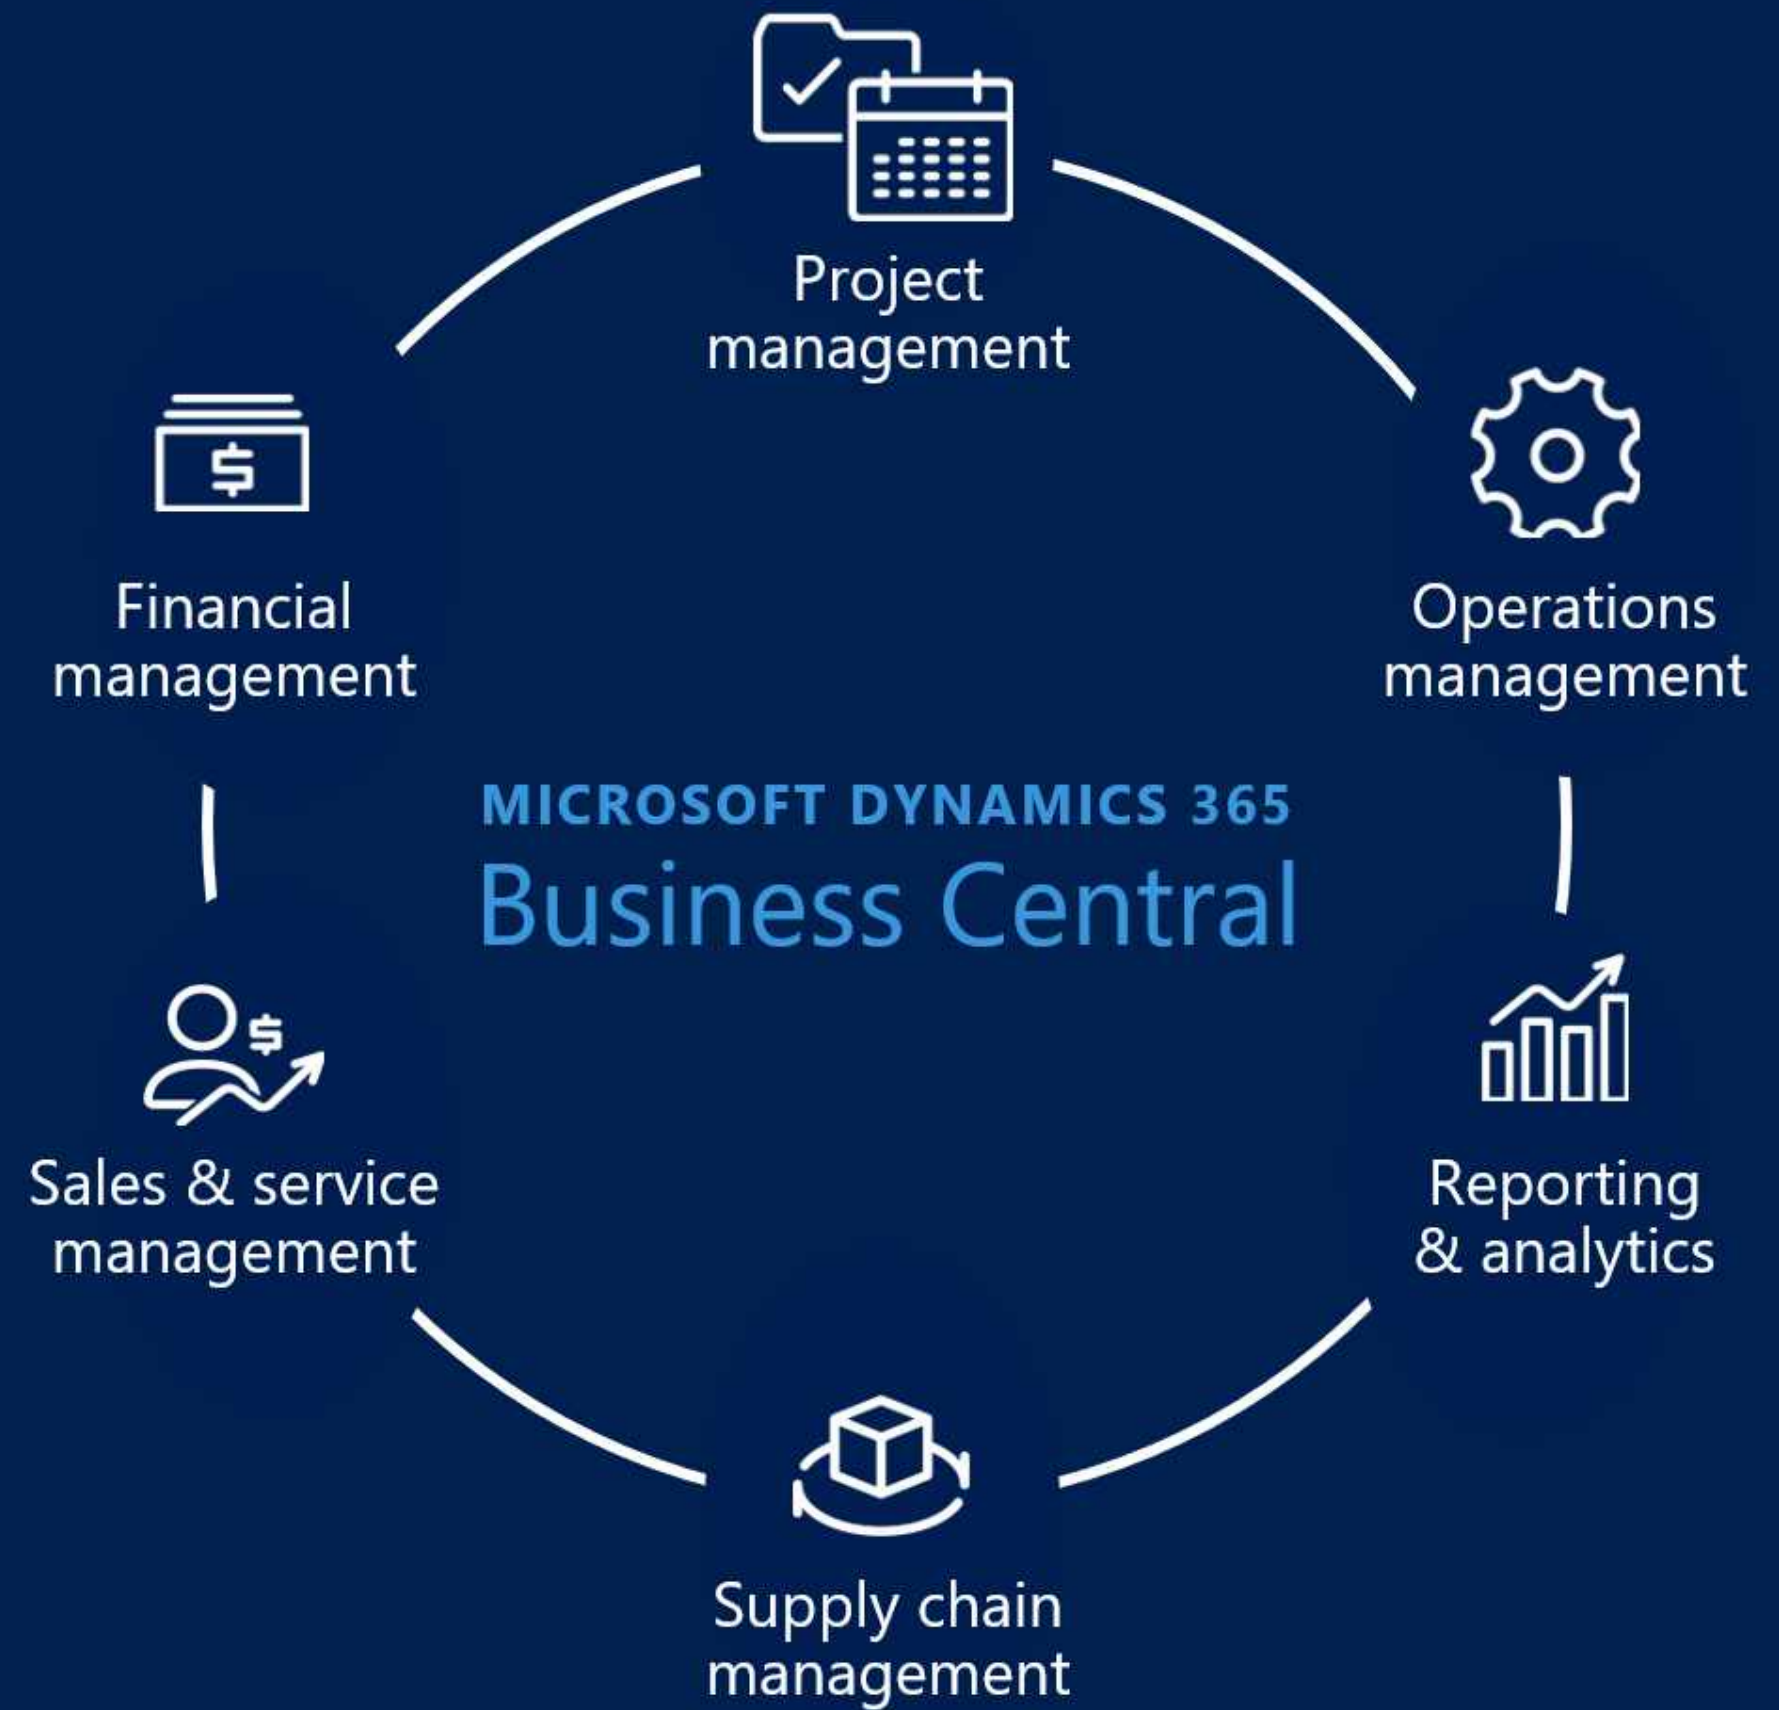 Project
management
Financial
management
Operations
management
MICROSOFT DYNAMICS 365
Business Central
Sales & service
management
Reporting
& analytics
Supply chain
management